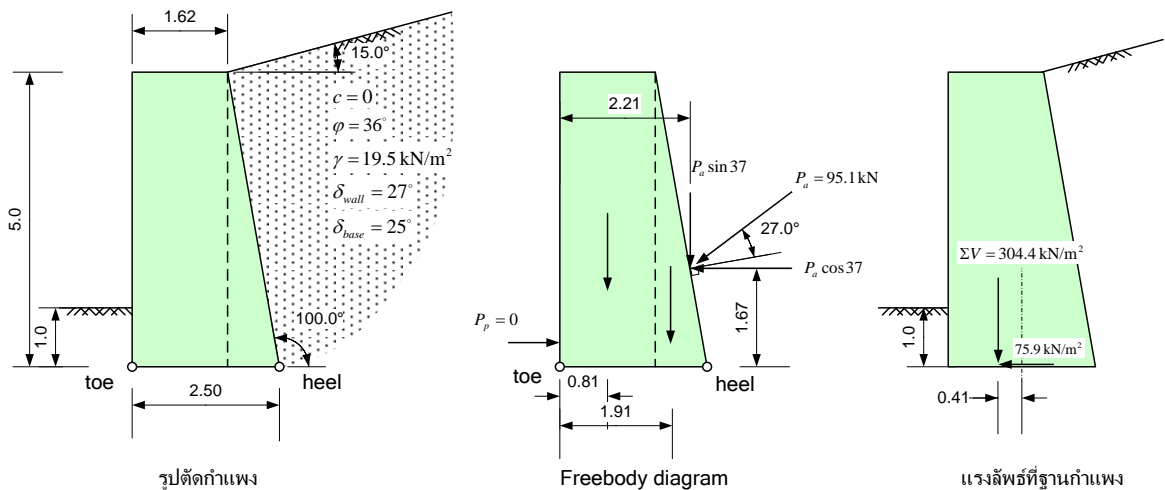 1.62
15.0°
c = 0
φ = 36°
γ = 19.5 kN/m²
δwall = 27°
δbase = 25°
5.0
1.0
100.0°
toe
heel
2.50
รูปตัดกำแพง
2.21
Pa sin 37
Pa = 95.1 kN
27.0°
Pa cos 37
1.67
Pp = 0
toe
heel
0.81
1.91
Freebody diagram
ΣV = 304.4 kN/m²
1.0
75.9 kN/m²
0.41
แรงลัพธ์ที่ฐานกำแพง